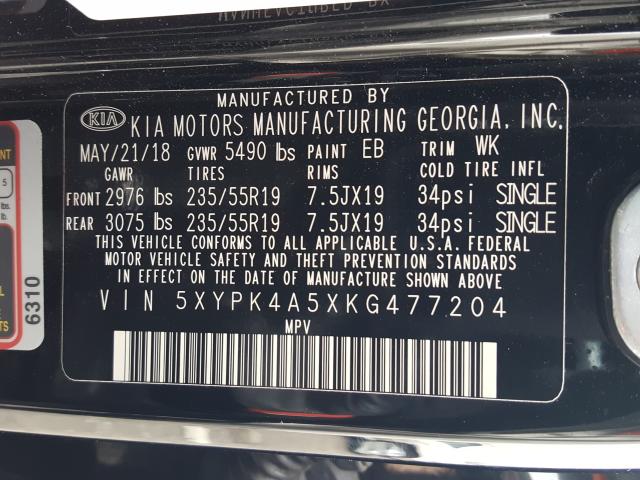 MANUFACTURED BY
KIA KIA MOTORS MANUFACTURING GEORGIA, INC.
MAY/21/18 GVWR 5490 lbs PAINT EB TRIM WK
GAWR TIRES RIMS COLD TIRE INFL
FRONT 2976 lbs 235/55R19 7.5JX19 34psi SINGLE
REAR 3075 lbs 235/55R19 7.5JX19 34psi SINGLE
THIS VEHICLE CONFORMS TO ALL APPLICABLE U.S.A. FEDERAL
MOTOR VEHICLE SAFETY AND THEFT PREVENTION STANDARDS
IN EFFECT ON THE DATE OF MANUFACTURE SHOWN ABOVE
VIN 5XYPK4A5XKG477204
MPV
5
lb.
6310